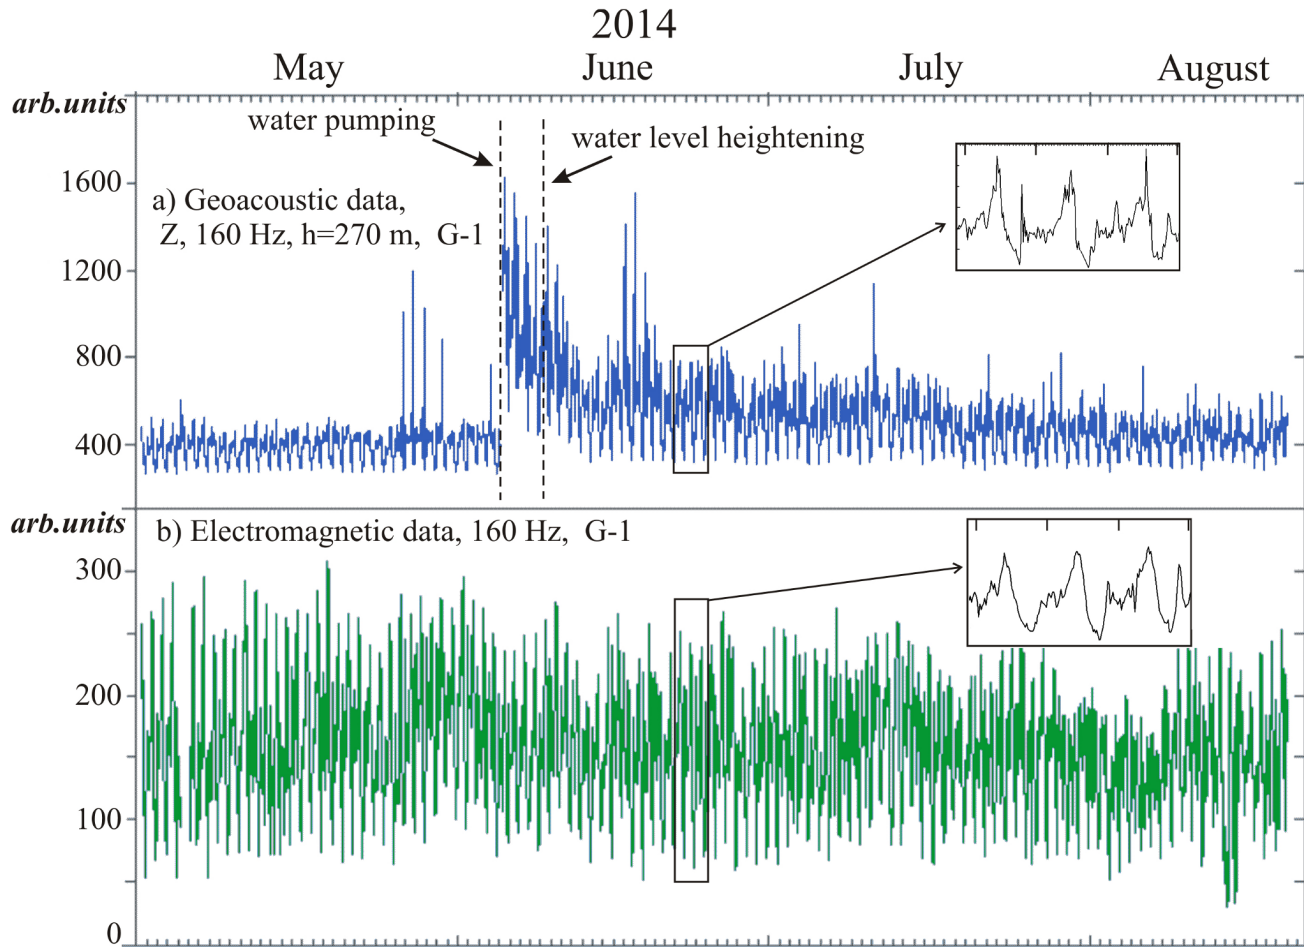 2014
May June July August
arb.units
water pumping
water level heightening
1600
a) Geoacoustic data,
Z, 160 Hz, h=270 m, G-1
1200
800
400
arb.units
b) Electromagnetic data, 160 Hz, G-1
300
200
100
0